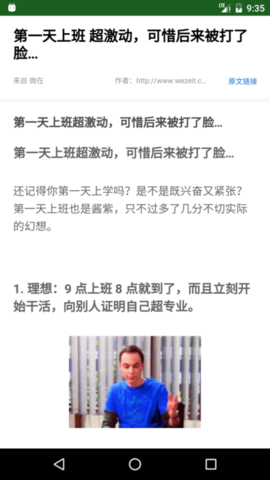 9:35
第一天上班 超激动，可惜后来被打了
脸…
来自 微在
作者：http://www.wezeit.c...
原文链接
第一天上班超激动，可惜后来被打了
脸…
第一天上班超激动，可惜后来被打了
脸…
还记得你第一天上学吗？是不是既兴奋又紧张？
第一天上班也是酱紫，只不过多了几分不切实际
的幻想。
1. 理想：9 点上班 8 点就到了，而且立刻开
始干活，向别人证明自己超专业。